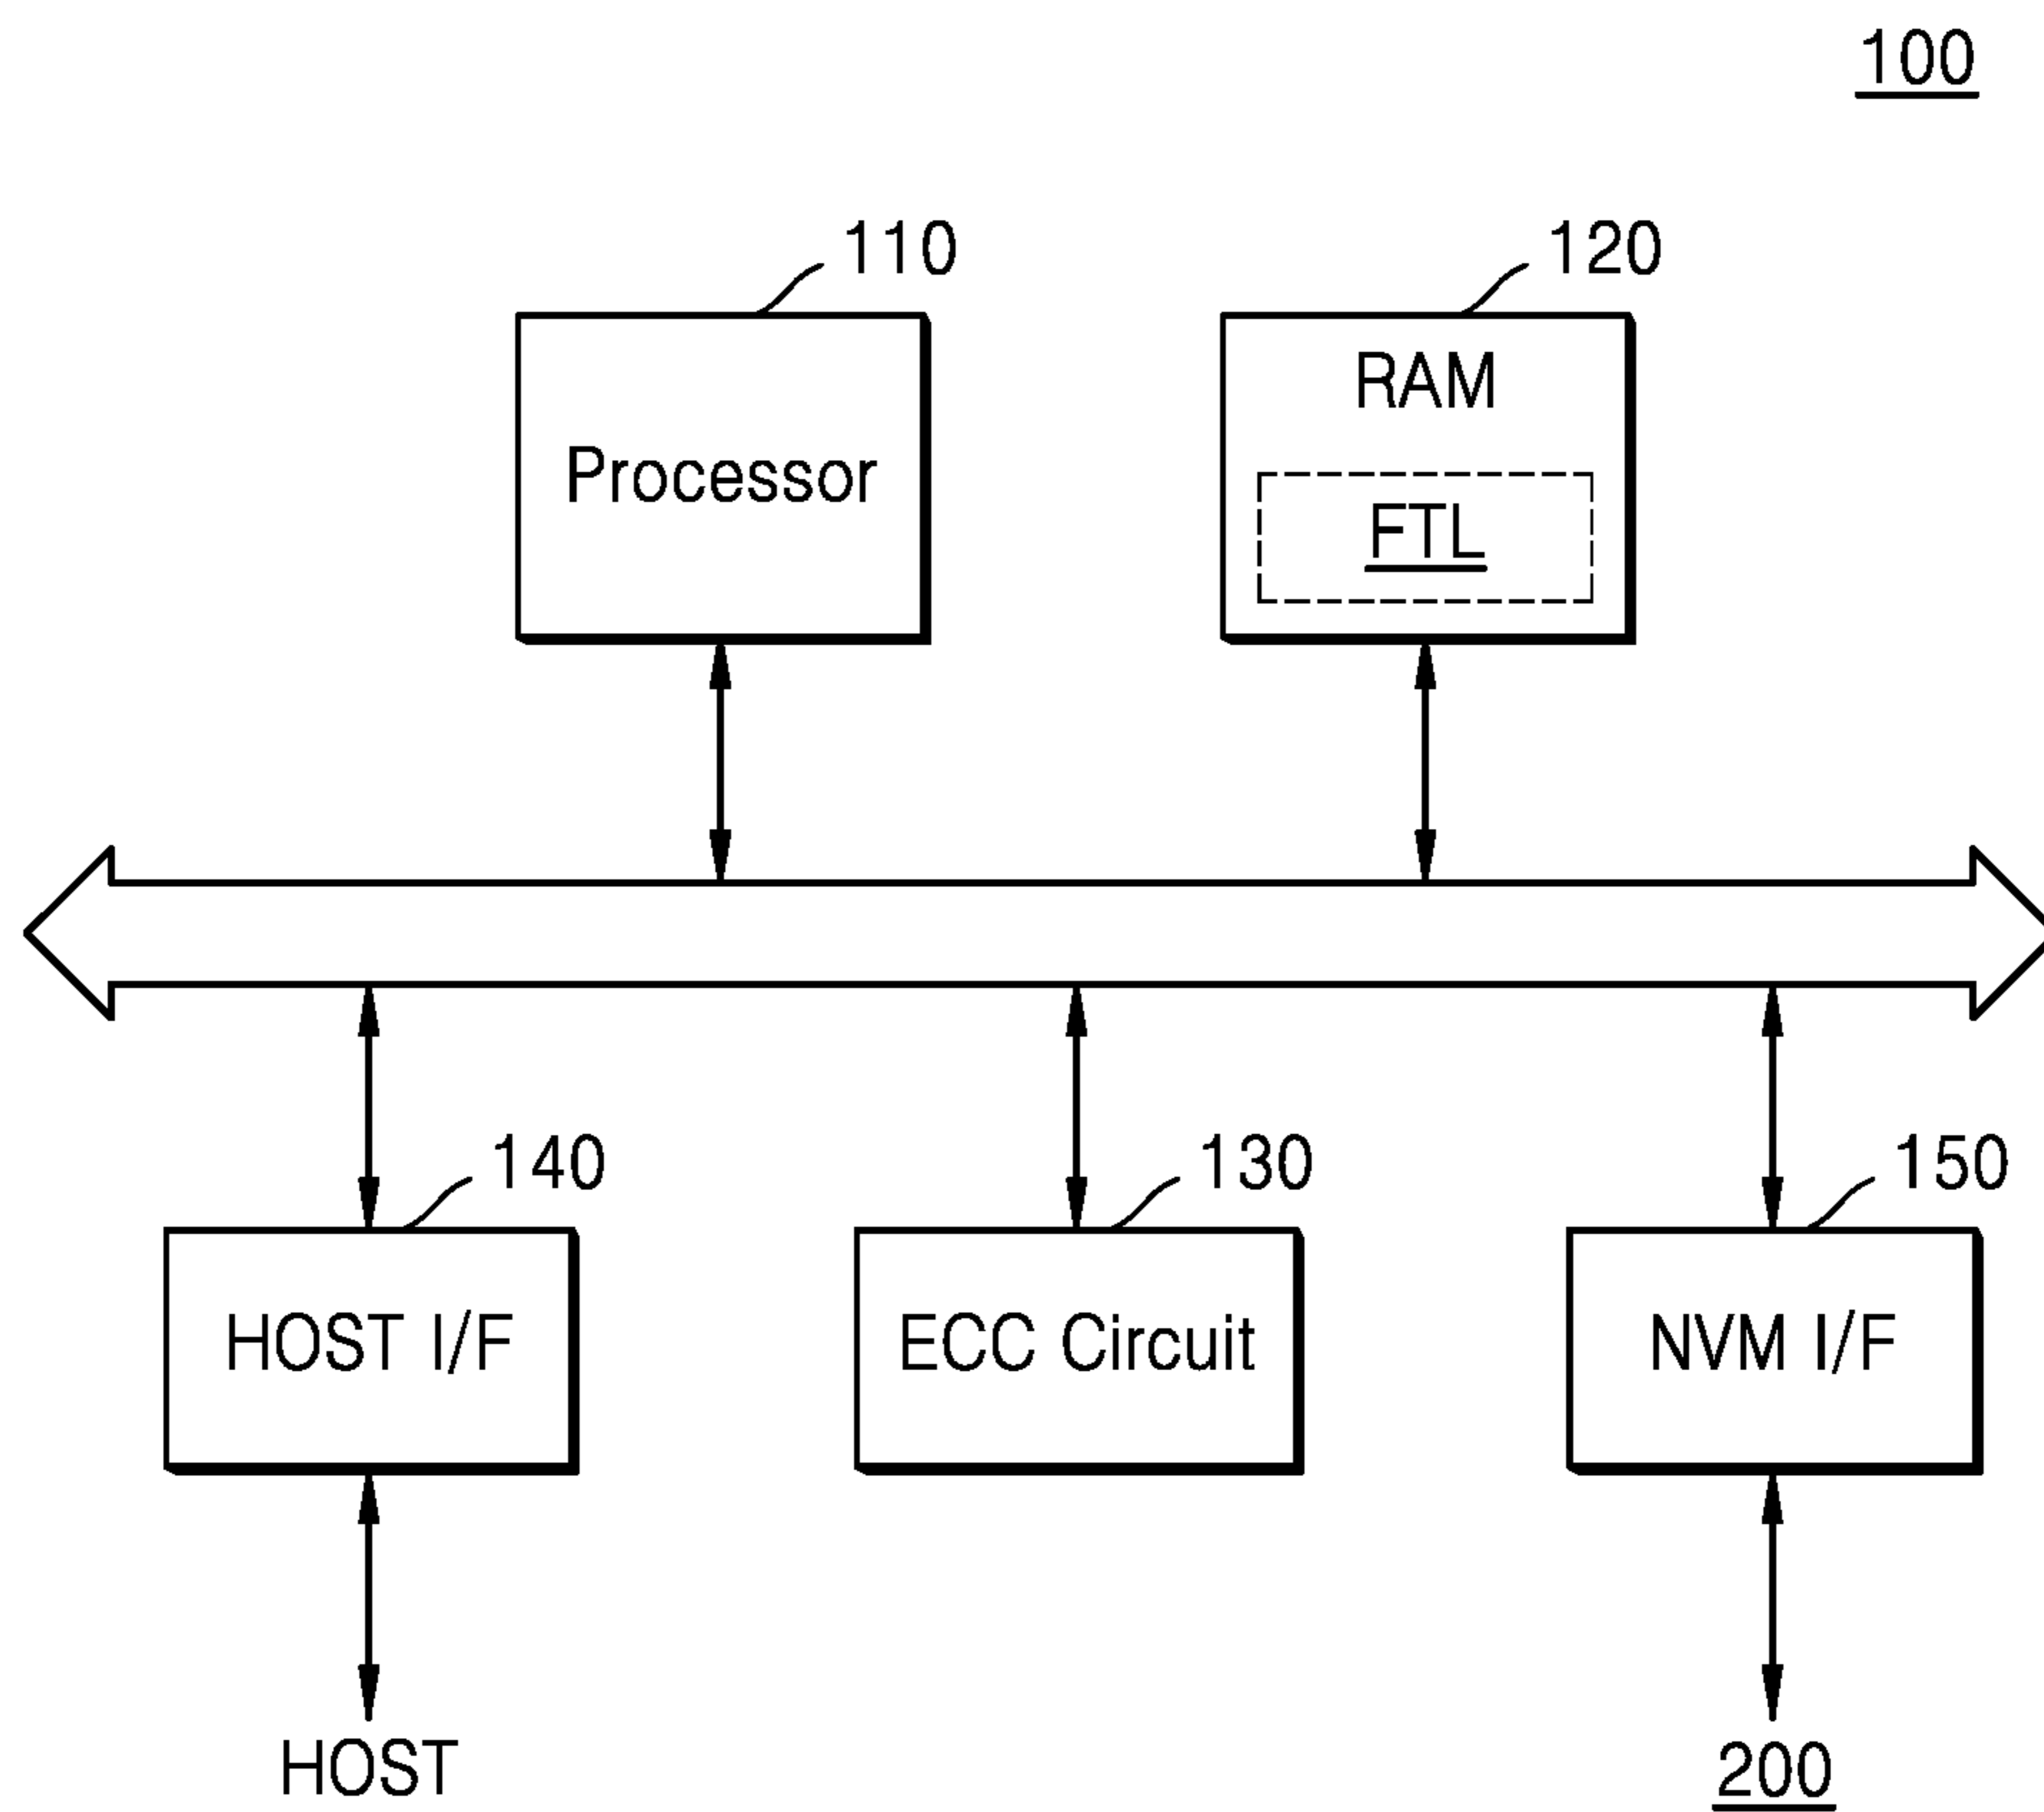 100
110
120
Processor
RAM
FTL
140
130
150
HOST I/F
ECC Circuit
NVM I/F
HOST
200